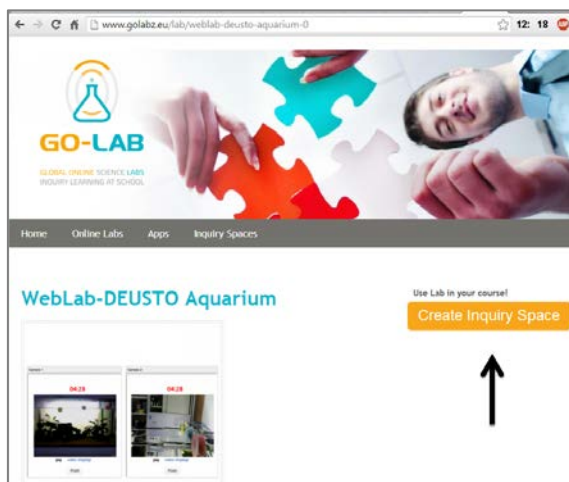 www.golabz.eu/lab/weblab-deusto-aquarium-0
12: 18
GO-LAB
GLOBAL ONLINE SCIENCE LABS
INQUIRY LEARNING AT SCHOOL
Home Online Labs Apps Inquiry Spaces
WebLab-DEUSTO Aquarium
Use Lab in your course!
Create Inquiry Space
04:28 04:28